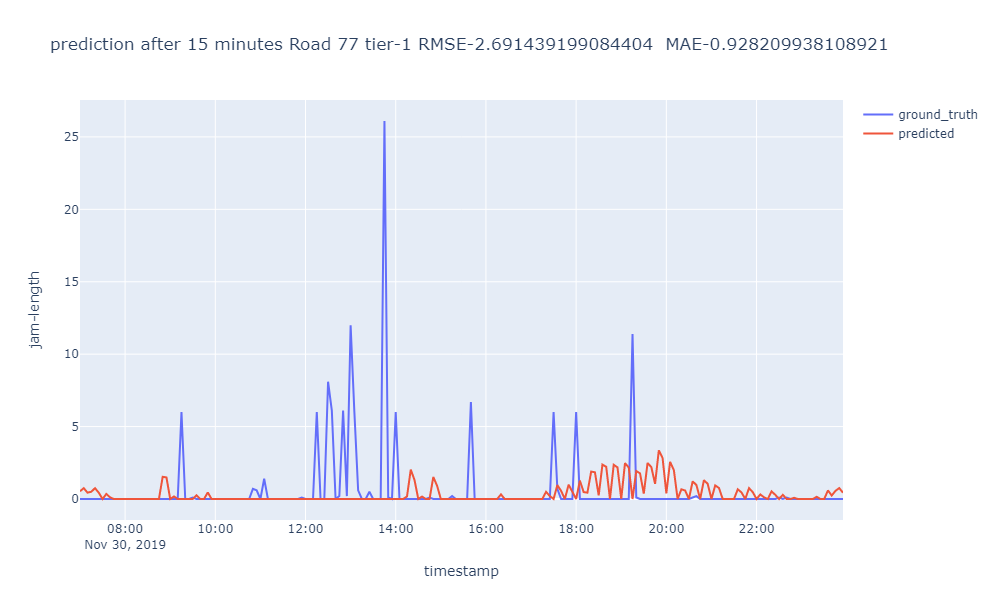 prediction after 15 minutes Road 77 tier-1 RMSE-2.691439199084404  MAE-0.928209938108921
ground_truth
predicted
25
20
15
10
5
0
jam-length
08:00 10:00 12:00 14:00 16:00 18:00 20:00 22:00
Nov 30, 2019
timestamp